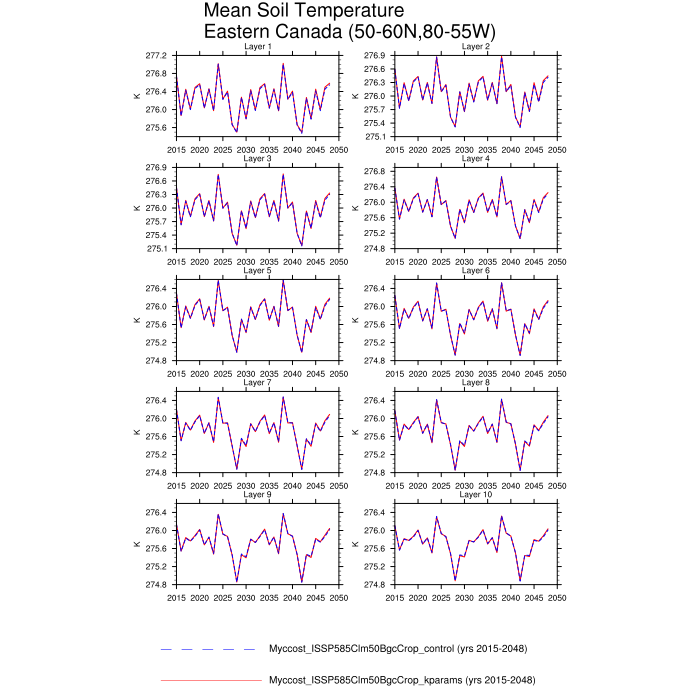 Mean Soil Temperature
Eastern Canada (50-60N,80-55W)
Layer 1
277.2
276.8
276.4
276.0
275.6
K
2015 2020 2025 2030 2035 2040 2045 2050
Layer 2
276.9
276.6
276.3
276.0
275.7
275.4
275.1
K
2015 2020 2025 2030 2035 2040 2045 2050
Layer 3
276.9
276.6
276.3
276.0
275.7
275.4
275.1
K
2015 2020 2025 2030 2035 2040 2045 2050
Layer 4
276.8
276.4
276.0
275.6
275.2
274.8
K
2015 2020 2025 2030 2035 2040 2045 2050
Layer 5
276.4
276.0
275.6
275.2
274.8
K
2015 2020 2025 2030 2035 2040 2045 2050
Layer 6
276.4
276.0
275.6
275.2
274.8
K
2015 2020 2025 2030 2035 2040 2045 2050
Layer 7
276.4
276.0
275.6
275.2
274.8
K
2015 2020 2025 2030 2035 2040 2045 2050
Layer 8
276.4
276.0
275.6
275.2
274.8
K
2015 2020 2025 2030 2035 2040 2045 2050
Layer 9
276.4
276.0
275.6
275.2
274.8
K
2015 2020 2025 2030 2035 2040 2045 2050
Layer 10
276.4
276.0
275.6
275.2
274.8
K
2015 2020 2025 2030 2035 2040 2045 2050
Myccost_ISSP585Clm50BgcCrop_control (yrs 2015-2048)
Myccost_ISSP585Clm50BgcCrop_kparams (yrs 2015-2048)